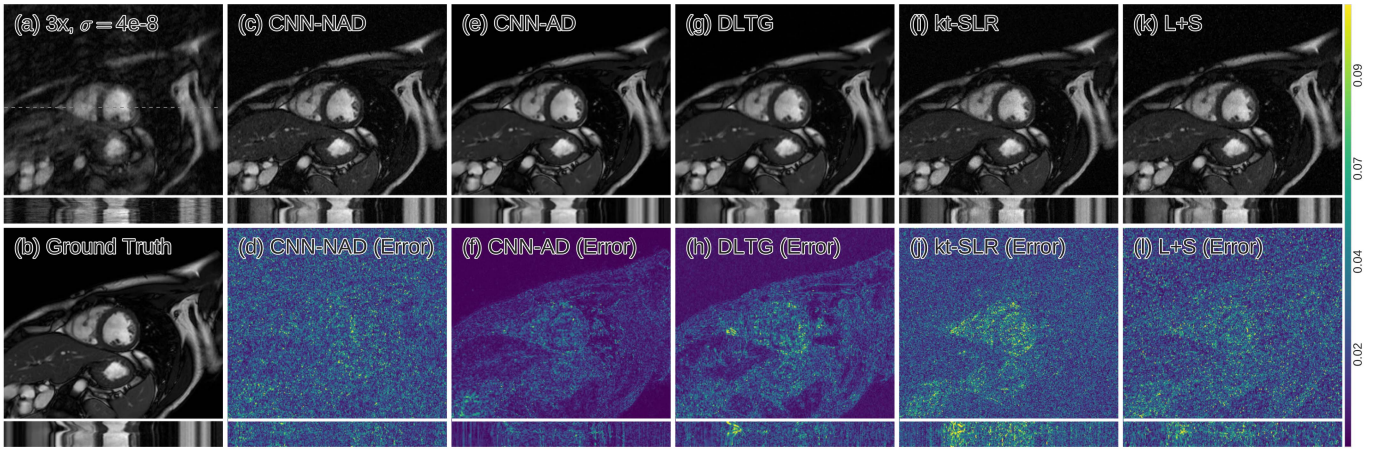 (a) 3x, σ = 4e-8
(c) CNN-NAD
(e) CNN-AD
(g) DLTG
(i) kt-SLR
(k) L+S
(b) Ground Truth
(d) CNN-NAD (Error)
(f) CNN-AD (Error)
(h) DLTG (Error)
(j) kt-SLR (Error)
(l) L+S (Error)
0.09
0.07
0.04
0.02